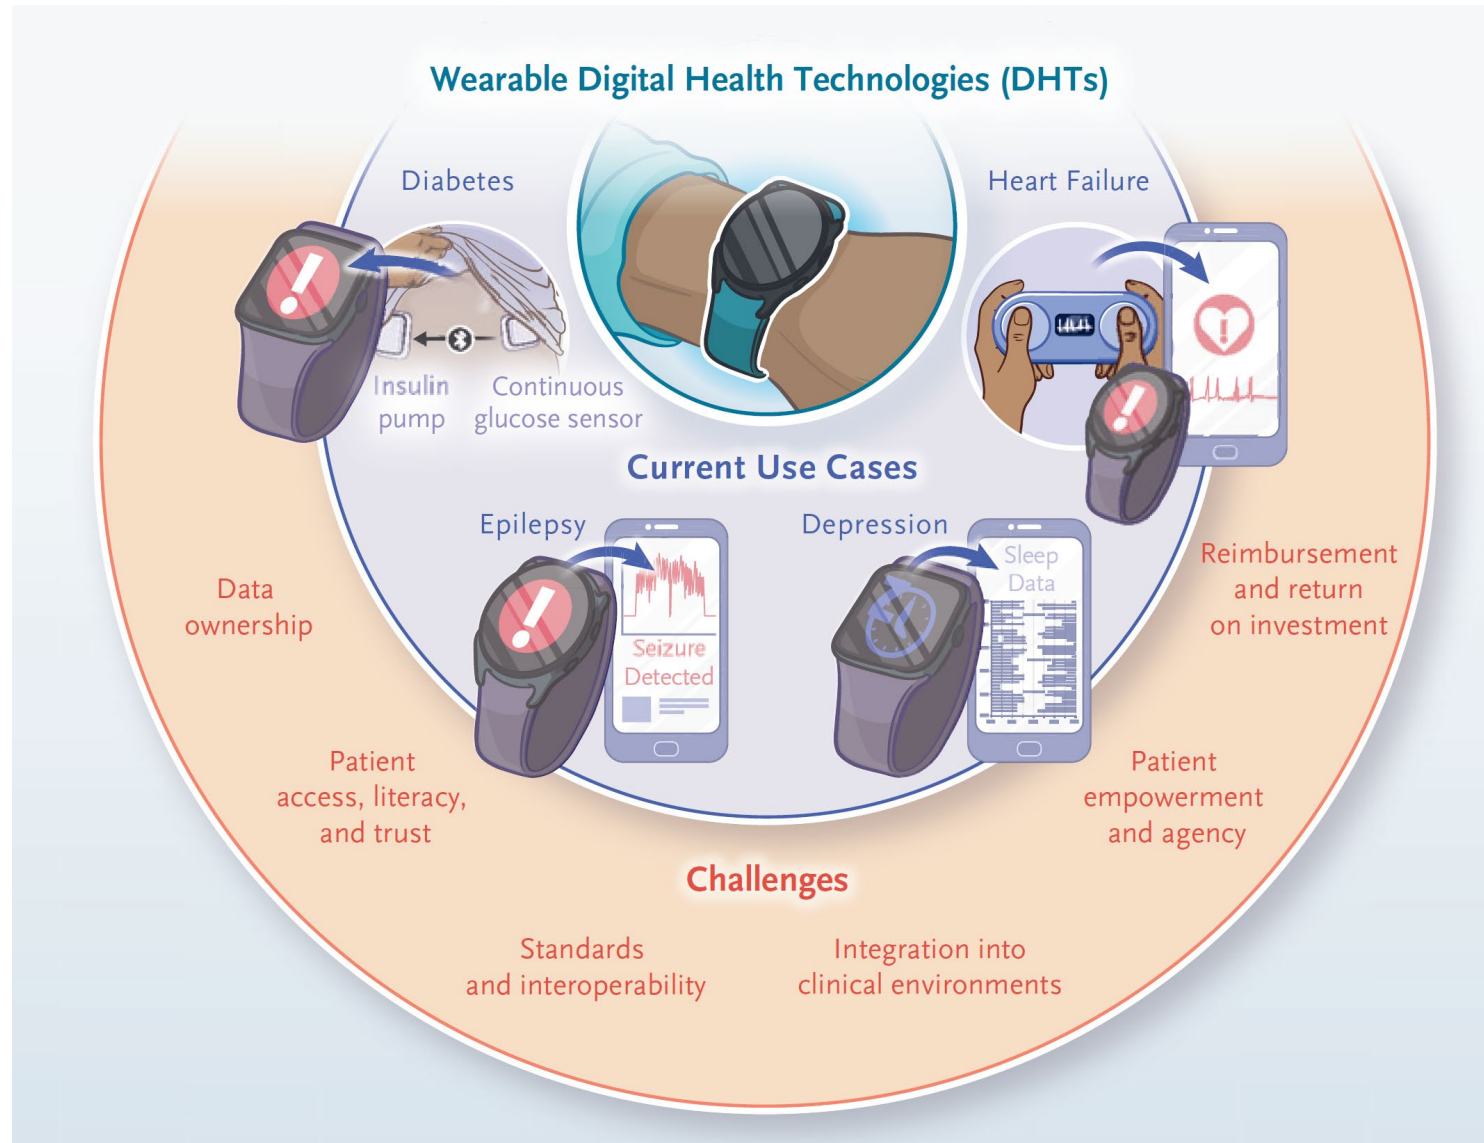 Wearable Digital Health Technologies (DHTs)
Diabetes
Heart Failure
Insulin
pump
Continuous
glucose sensor
Current Use Cases
Epilepsy
Seizure
Detected
Depression
Sleep
Data
Data
ownership
Reimbursement
and return
on investment
Patient
access, literacy,
and trust
Patient
empowerment
and agency
Challenges
Standards
and interoperability
Integration into
clinical environments